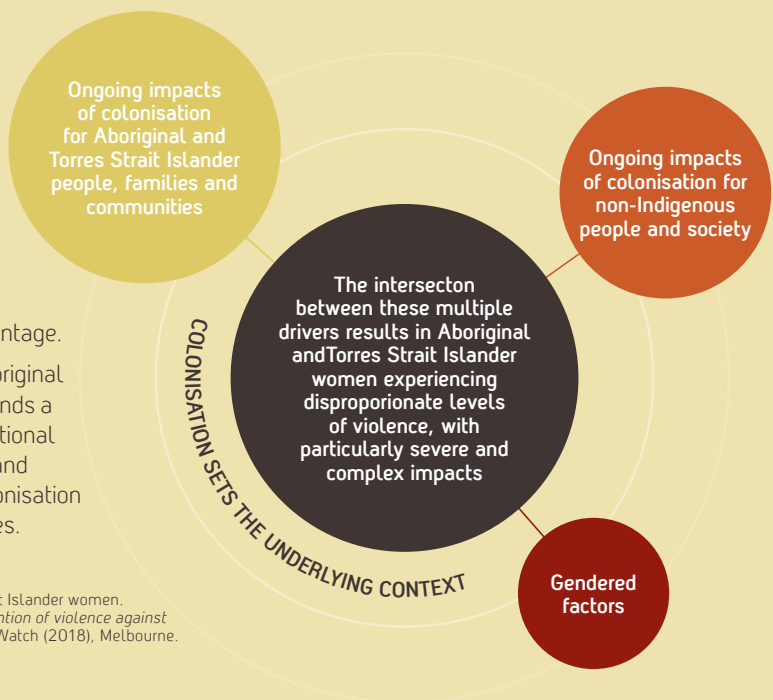 Ongoing impacts
of colonisation
for Aboriginal and
Torres Strait Islander
people, families and
communities
Ongoing impacts
of colonisation for
non-Indigenous
people and society
The intersecton
between these multiple
drivers results in Aboriginal
andTorres Strait Islander
women experiencing
disproporionate levels
of violence, with
particularly severe and
complex impacts
COLONISATION SETS THE UNDERLYING CONTEXT
Gendered
factors
ntage.
original
nds a
tional
and
onisation
es.
t Islander women.
ntion of violence against
Watch (2018), Melbourne.